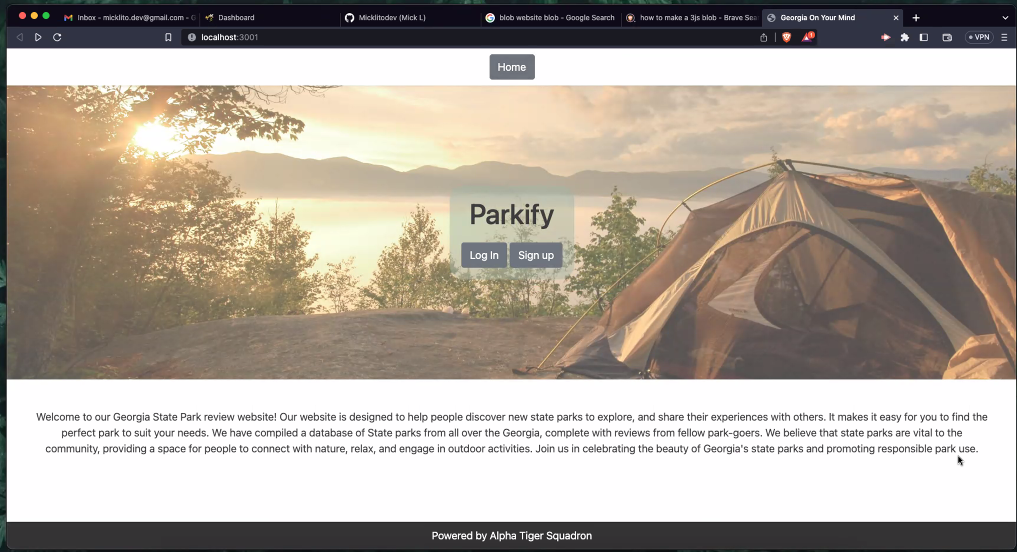 Inbox - micklito.dev@gmail.com - G
Dashboard
Micklitodev (Mick L)
blob website blob - Google Search
how to make a 3js blob - Brave Sea
Georgia On Your Mind
localhost:3001
VPN
Home
Parkify
Log In
Sign up
Welcome to our Georgia State Park review website! Our website is designed to help people discover new state parks to explore, and share their experiences with others. It makes it easy for you to find the
perfect park to suit your needs. We have compiled a database of State parks from all over the Georgia, complete with reviews from fellow park-goers. We believe that state parks are vital to the
community, providing a space for people to connect with nature, relax, and engage in outdoor activities. Join us in celebrating the beauty of Georgia's state parks and promoting responsible park use.
Powered by Alpha Tiger Squadron